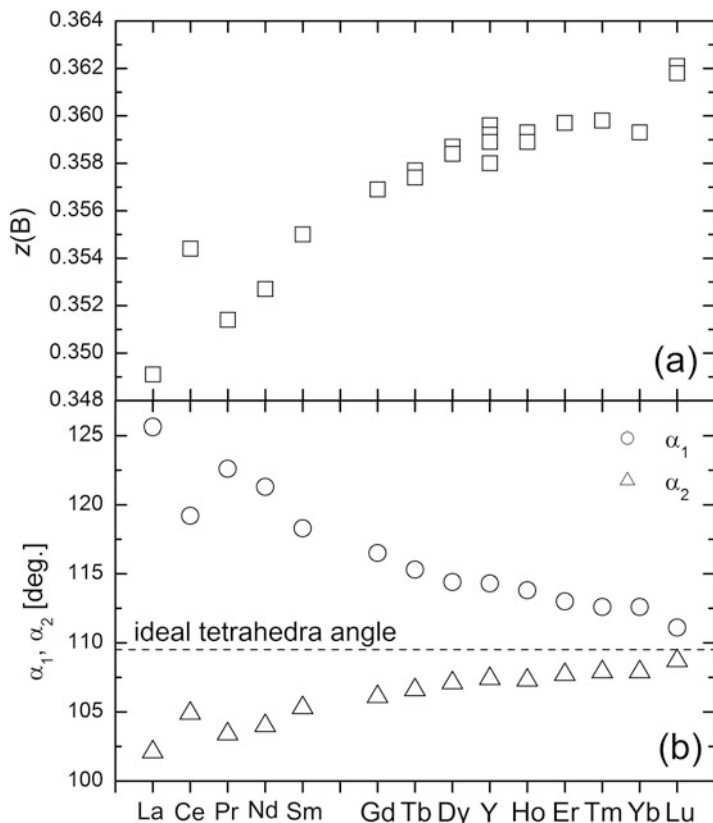 0.364
0.362
0.360
0.358
0.356
0.354
0.352
0.350
0.348
z(B)
(a)
125
120
115
110
105
100
α1, α2 [deg.]
α1
α2
ideal tetrahedra angle
(b)
La Ce Pr Nd Sm Gd Tb Dy Y Ho Er Tm Yb Lu